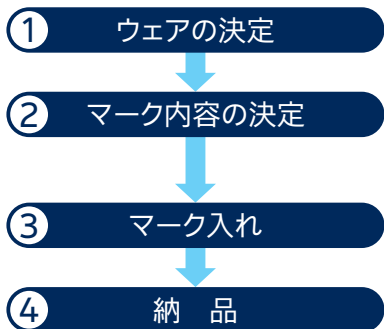 ① ウェアの決定
② マーク内容の決定
③ マーク入れ
④ 納　品